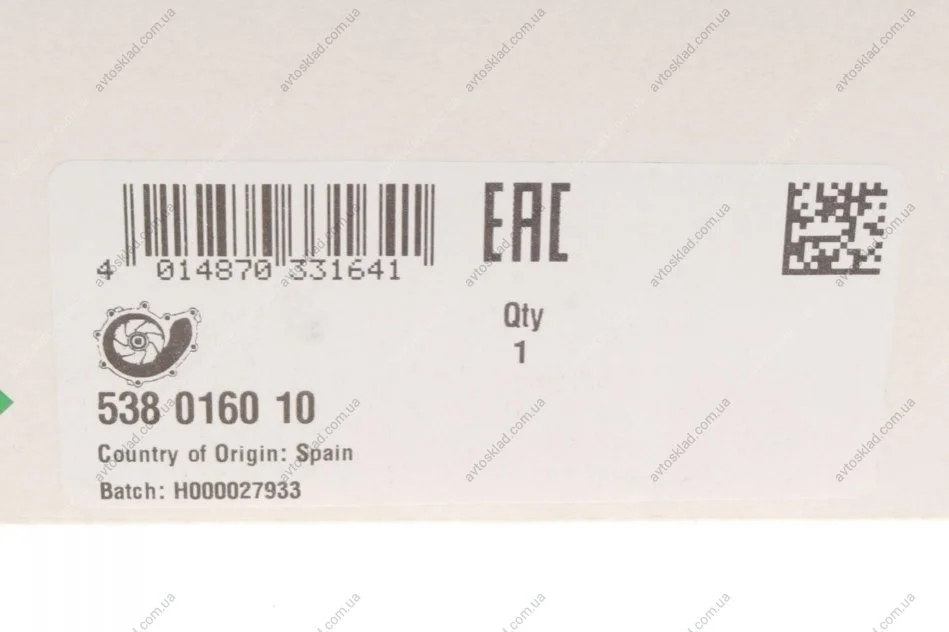 4 014870 331641
EAC
Qty
1
538 0160 10
Country of Origin: Spain
Batch: H000027933
avtosklad.com.ua